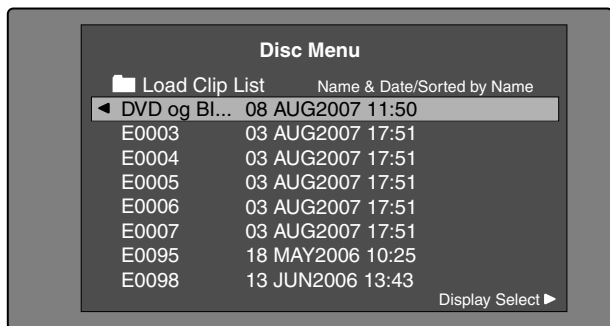 Disc Menu
Load Clip List Name & Date/Sorted by Name
DVD og Bl... 08 AUG2007 11:50
E0003 03 AUG2007 17:51
E0004 03 AUG2007 17:51
E0005 03 AUG2007 17:51
E0006 03 AUG2007 17:51
E0007 03 AUG2007 17:51
E0095 18 MAY2006 10:25
E0098 13 JUN2006 13:43
Display Select